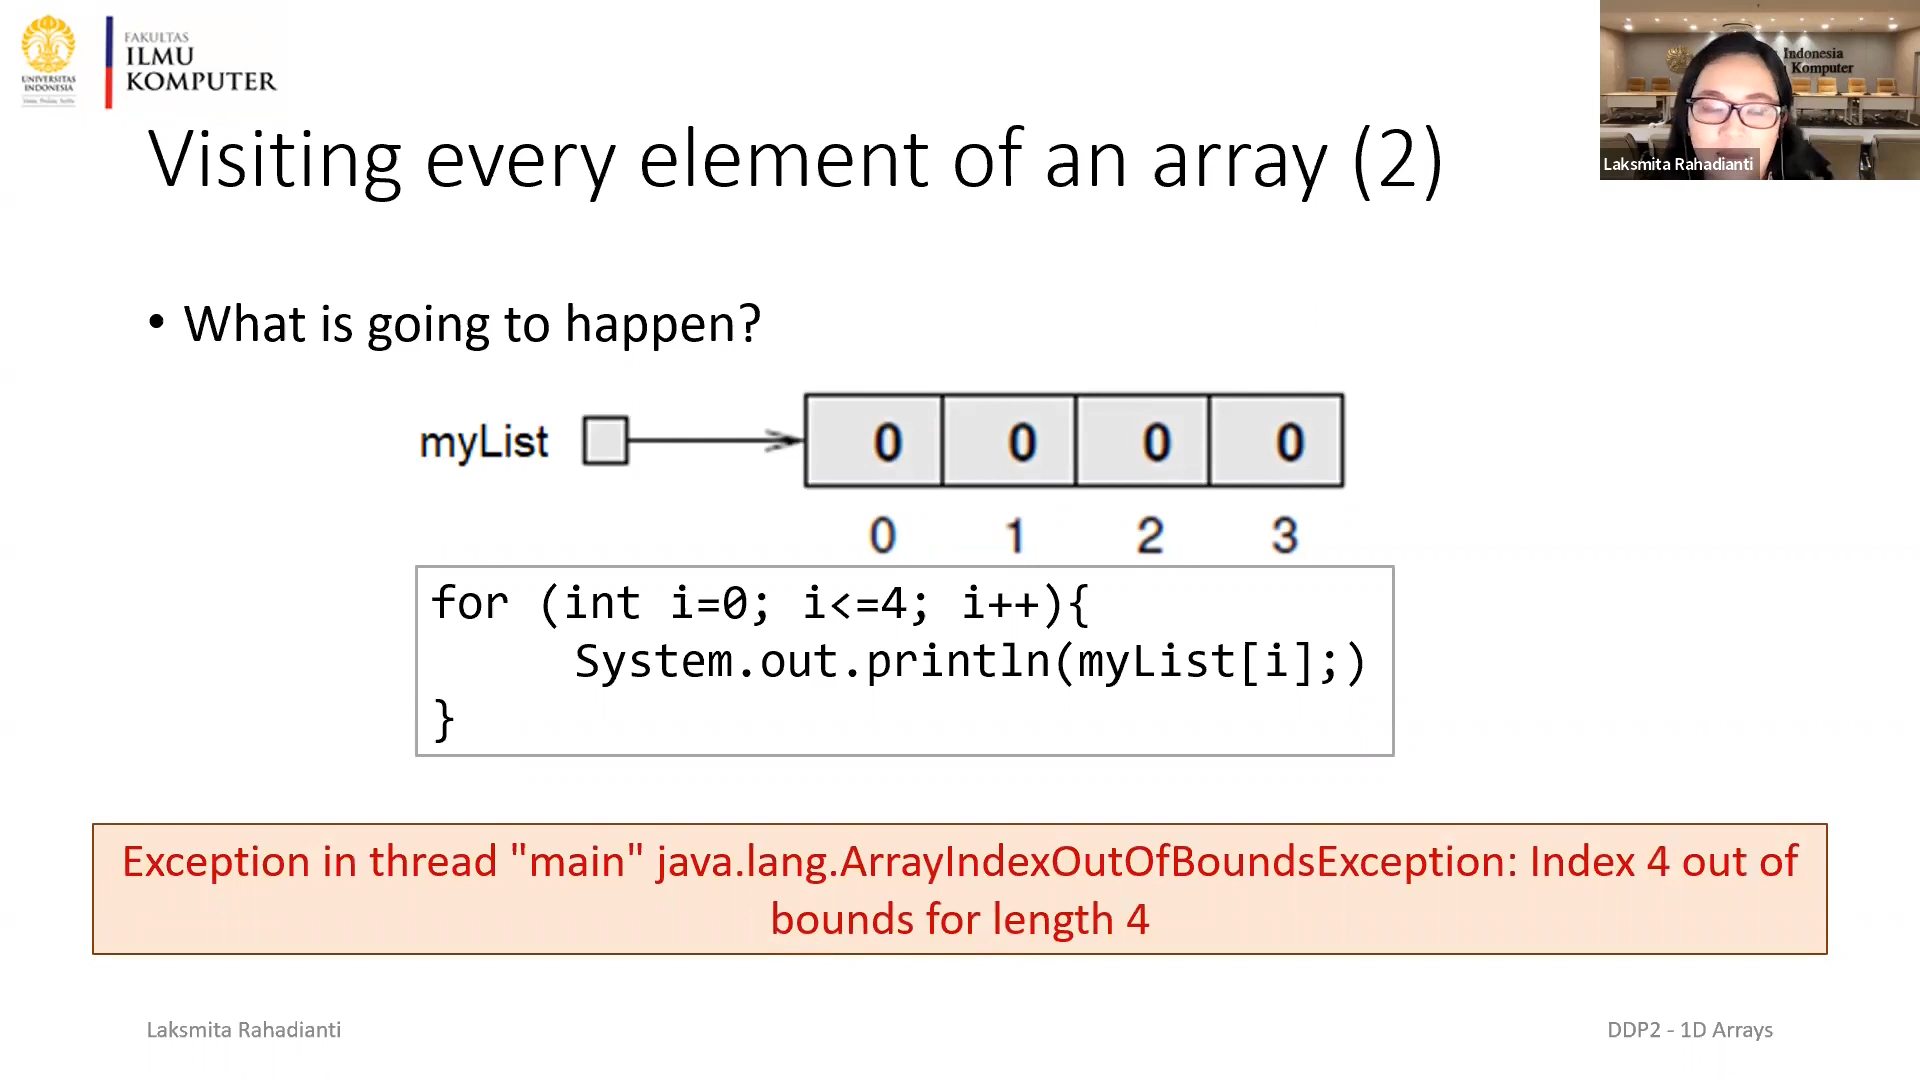 FAKULTAS
ILMU
KOMPUTER
UNIVERSITAS
INDONESIA
Indonesia
Komputer
Laksmita Rahadianti
Visiting every element of an array (2)
• What is going to happen?
myList
0 0 0 0
0 1 2 3
for (int i=0; i<=4; i++){
System.out.println(myList[i];)
}
Exception in thread "main" java.lang.ArrayIndexOutOfBoundsException: Index 4 out of
bounds for length 4
Laksmita Rahadianti
DDP2 - 1D Arrays